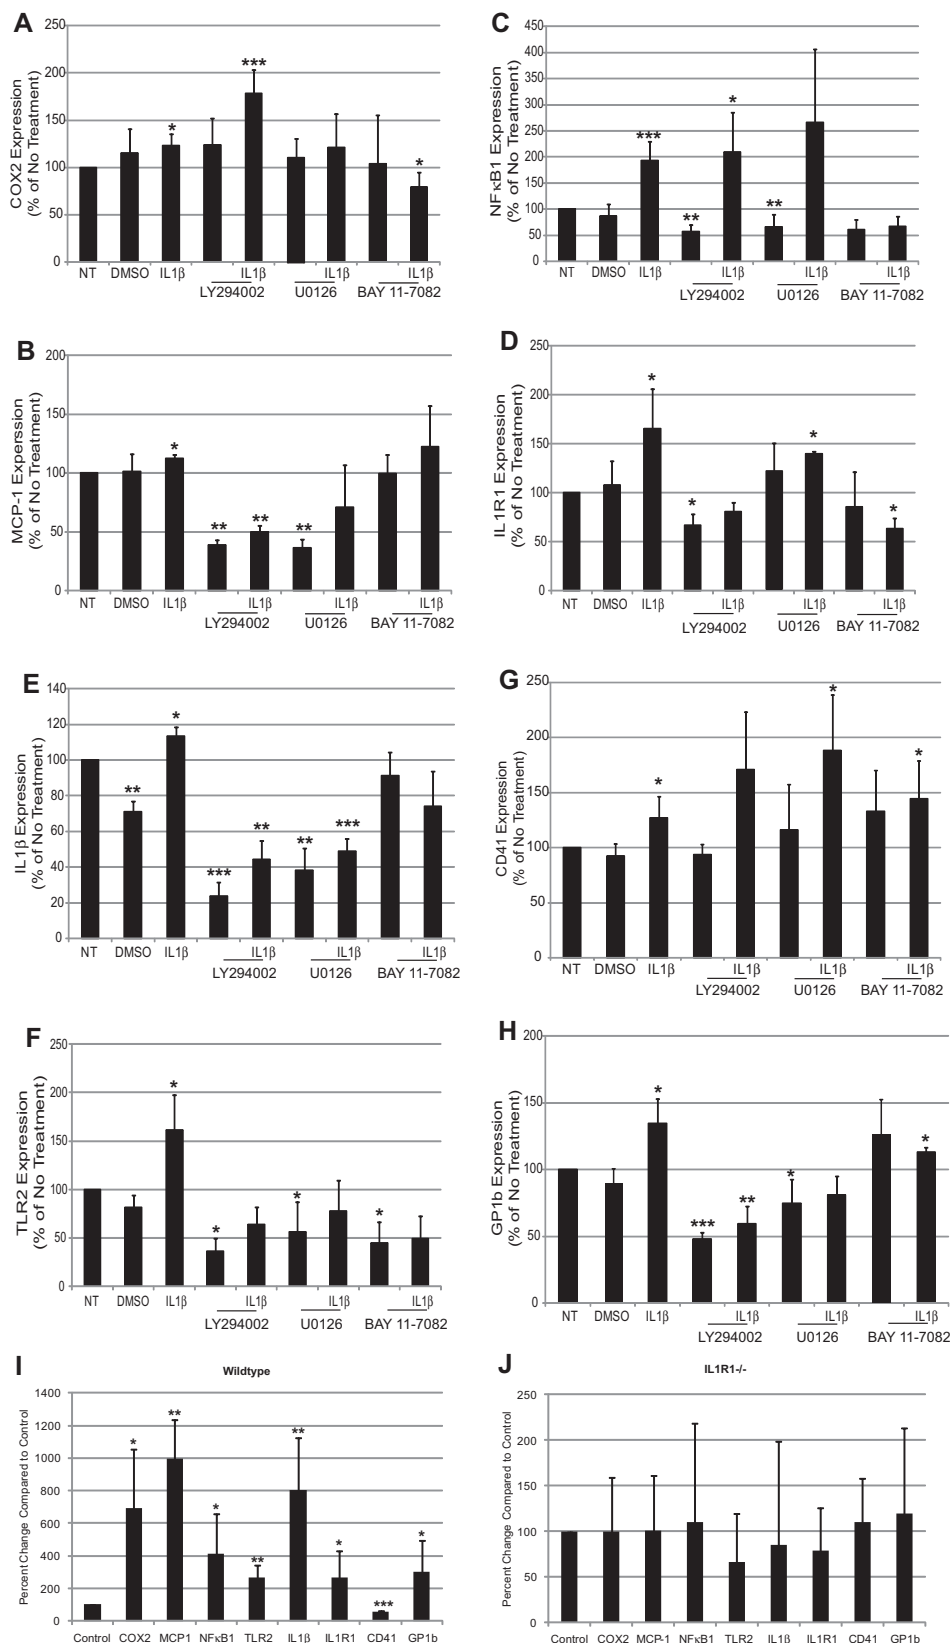 A
COX2 Expression
(% of No Treatment)
250
200
150
100
50
0
* *** *
NT DMSO IL1β IL1β IL1β IL1β
LY294002 U0126 BAY 11-7082
C
NFκB1 Expression
(% of No Treatment)
450
400
350
300
250
200
150
100
50
0
*** ** * **
NT DMSO IL1β IL1β IL1β IL1β
LY294002 U0126 BAY 11-7082
B
MCP-1 Experssion
(% of No Treatment)
200
150
100
50
0
* ** ** **
NT DMSO IL1β IL1β IL1β IL1β
LY294002 U0126 BAY 11-7082
D
IL1R1 Expression
(% of No Treatment)
250
200
150
100
50
0
* * * *
NT DMSO IL1β IL1β IL1β IL1β
LY294002 U0126 BAY 11-7082
E
IL1β Expression
(% of No Treatment)
140
120
100
80
60
40
20
0
** * *** ** ** ***
NT DMSO IL1β IL1β IL1β IL1β
LY294002 U0126 BAY 11-7082
G
CD41 Expression
(% of No Treatment)
250
200
150
100
50
0
* * *
NT DMSO IL1β IL1β IL1β IL1β
LY294002 U0126 BAY 11-7082
F
TLR2 Expression
(% of No Treatment)
250
200
150
100
50
0
* * * *
NT DMSO IL1β IL1β IL1β IL1β
LY294002 U0126 BAY 11-7082
H
GP1b Expression
(% of No Treatment)
200
150
100
50
0
* *** ** * *
NT DMSO IL1β IL1β IL1β IL1β
LY294002 U0126 BAY 11-7082
I
Wildtype
Percent Change Compared to Control
1400
1200
1000
800
600
400
200
0
* ** * ** ** * *** *
Control COX2 MCP1 NFκB1 TLR2 IL1β IL1R1 CD41 GP1b
J
IL1R1-/-
Percent Change Compared to Control
250
200
150
100
50
0
Control COX2 MCP-1 NFκB1 TLR2 IL1β IL1R1 CD41 GP1b